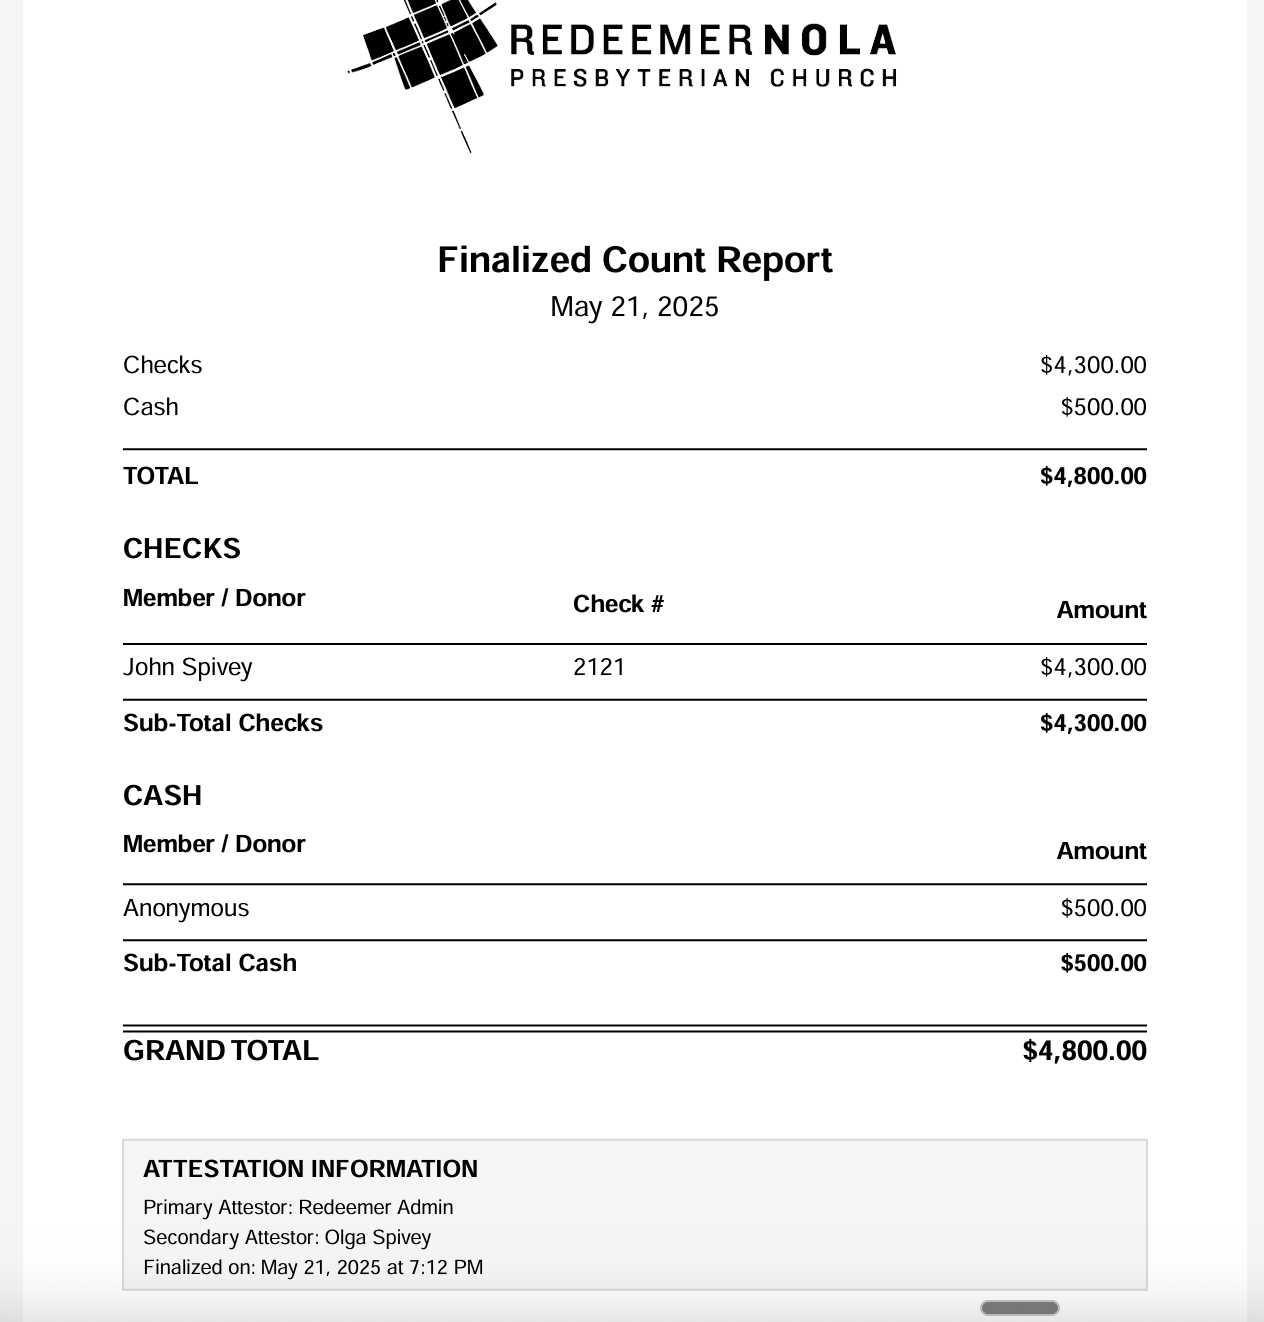 REDEEMERNOLA
PRESBYTERIAN CHURCH
Finalized Count Report
May 21, 2025
Checks $4,300.00
Cash $500.00
TOTAL $4,800.00
CHECKS
Member / Donor Check # Amount
John Spivey 2121 $4,300.00
Sub-Total Checks $4,300.00
CASH
Member / Donor Amount
Anonymous $500.00
Sub-Total Cash $500.00
GRAND TOTAL $4,800.00
ATTESTATION INFORMATION
Primary Attestor: Redeemer Admin
Secondary Attestor: Olga Spivey
Finalized on: May 21, 2025 at 7:12 PM